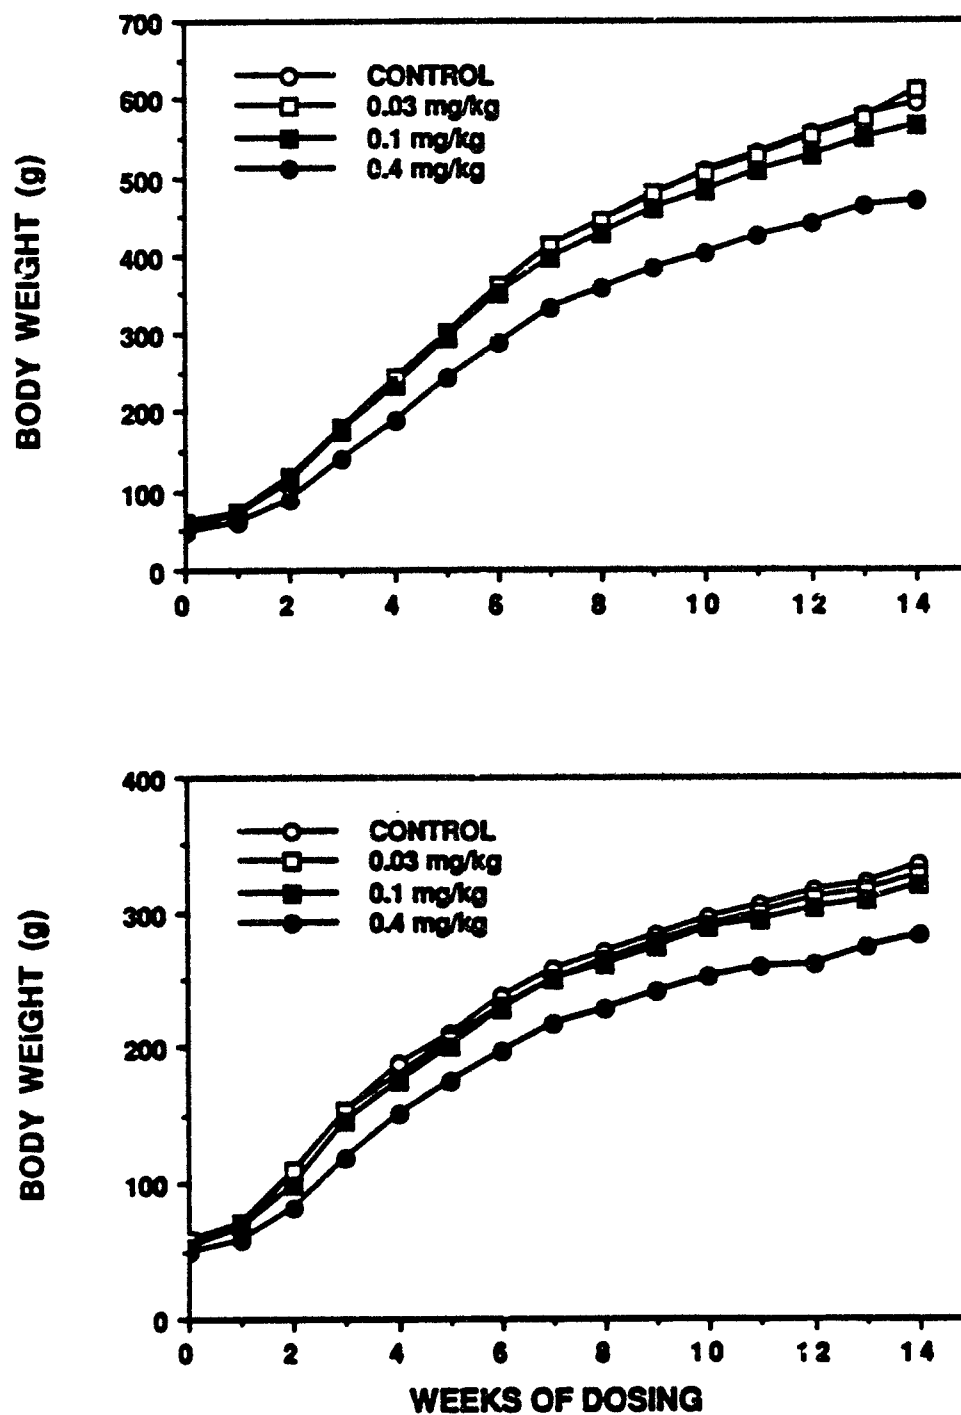 BODY WEIGHT (g)
700
600
500
400
300
200
100
0
CONTROL
0.03 mg/kg
0.1 mg/kg
0.4 mg/kg
0 2 4 6 8 10 12 14
BODY WEIGHT (g)
400
300
200
100
0
CONTROL
0.03 mg/kg
0.1 mg/kg
0.4 mg/kg
0 2 4 6 8 10 12 14
WEEKS OF DOSING